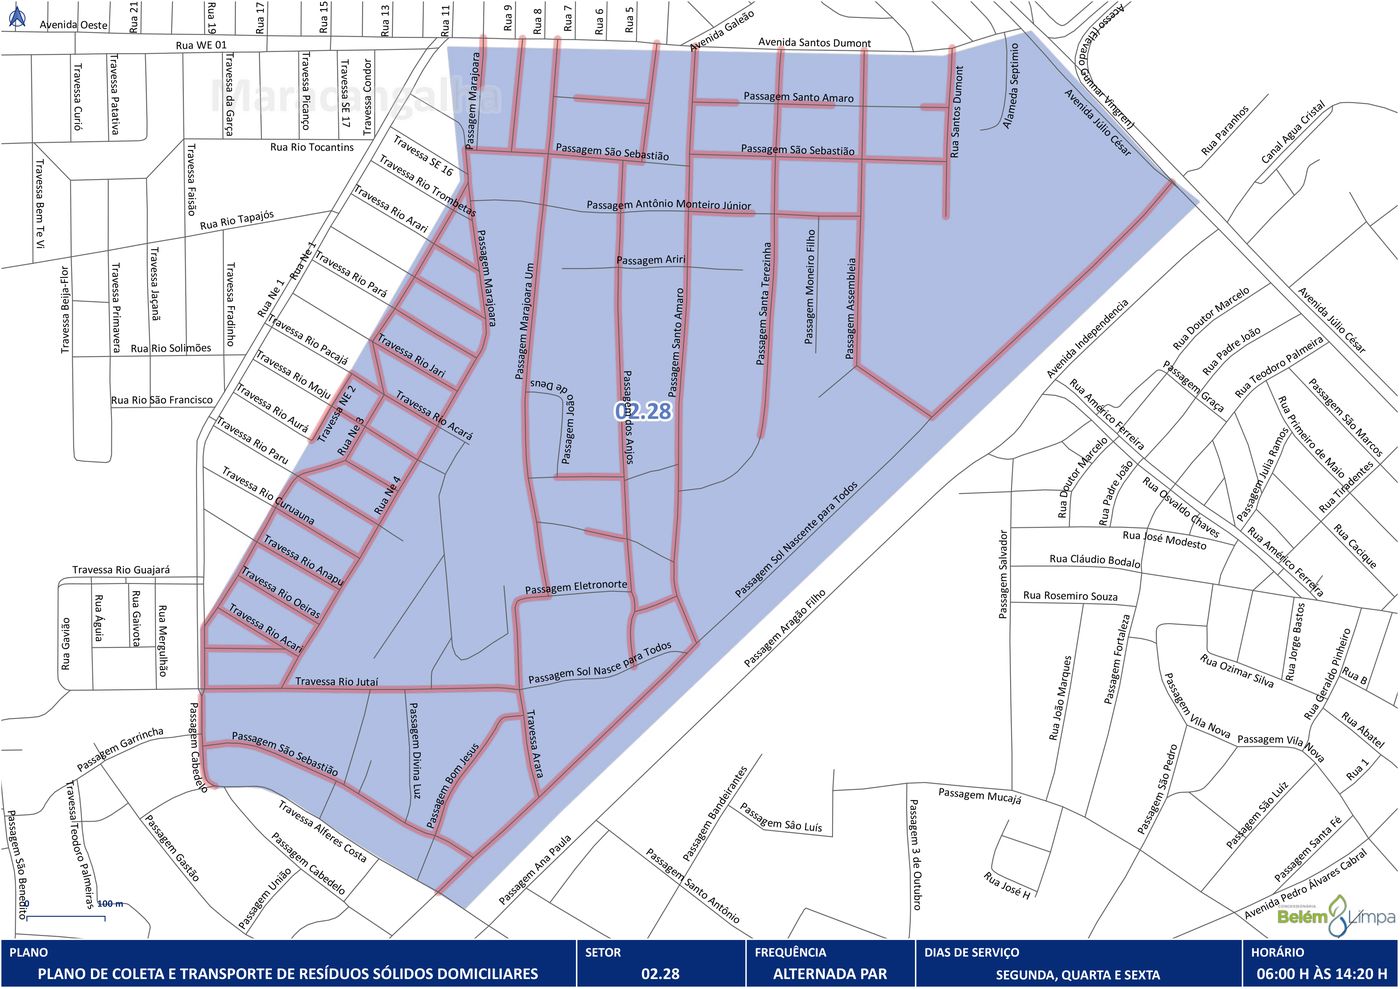 Avenida Oeste
Rua 21
Rua 19
Rua 17
Rua 15
Rua 13
Rua 11
Rua 9
Rua 8
Rua 7
Rua 6
Rua 5
Avenida Galeão
Acesso (Elevado Gunnar Vingren)
Rua WE 01
Avenida Santos Dumont
Maracangalha
Travessa Curió
Travessa Patativa
Travessa da Garça
Travessa Picanço
Travessa SE 17
Travessa Condor
Passagem Marajoara
Passagem Santo Amaro
Rua Santos Dumont
Alameda Septimio
Avenida Júlio César
Rua Paranhos
Canal Agua Cristal
Rua Rio Tocantins
Travessa SE 16
Passagem São Sebastião
Passagem São Sebastião
Travessa Bem Te Vi
Travessa Faisão
Travessa Rio Trombetas
Travessa Rio Arari
Passagem Antônio Monteiro Júnior
Rua Rio Tapajós
Rua Ne 1
Rua Ne 1
Passagem Marajoara
Passagem Ariri
Travessa Beija-Flor
Travessa Primavera
Travessa Jaçanã
Travessa Fradinho
Travessa Rio Pará
Passagem Marajoara Um
Passagem Santo Amaro
Passagem Santa Terezinha
Passagem Moneiro Filho
Passagem Assembleia
Avenida Independencia
Rua Doutor Marcelo
Avenida Júlio César
Rua Padre João
Rua Teodoro Palmeira
Rua Rio Solimões
Travessa Rio Pacajá
Travessa Rio Jari
Travessa Rio Moju
Rua Rio São Francisco
Travessa Rio Aurá
Travessa NE 2
Rua Ne 3
Travessa Rio Acará
Passagem João de Deus
Passagem dos Anjos
02.28
Passagem Graça
Passagem São Marcos
Rua Américo Ferreira
Rua Primeiro de Maio
Passagem Julia Ramos
Travessa Rio Paru
Travessa Rio Curuauna
Rua Ne 4
Rua Doutor Marcelo
Rua Padre João
Rua Osvaldo Chaves
Rua Tiradentes
Rua Cacique
Passagem Sol Nascente para Todos
Rua José Modesto
Rua Américo Ferreira
Travessa Rio Anapu
Travessa Rio Guajará
Travessa Rio Oeiras
Passagem Eletronorte
Passagem Salvador
Rua Cláudio Bodalo
Rua Rosemiro Souza
Rua Gavião
Rua Águia
Rua Gaivota
Rua Mergulhão
Travessa Rio Acari
Passagem Aragão Filho
Passagem Fortaleza
Rua Jorge Bastos
Rua Geraldo Pinheiro
Passagem Sol Nasce para Todos
Travessa Rio Jutaí
Rua João Marques
Rua Ozimar Silva
Rua B
Passagem Cabedelo
Passagem Divina Luz
Travessa Arara
Passagem Vila Nova
Passagem Vila Nova
Rua Abatel
Rua 1
Passagem Garrincha
Passagem São Sebastião
Passagem Bom Jesus
Passagem São Pedro
Passagem Bandeirantes
Passagem Mucajá
Passagem São Luiz
Passagem São Luís
Travessa Teodoro Palmeiras
Passagem São Benedito
Passagem Gastão
Travessa Alferes Costa
Passagem Cabedelo
Passagem União
Passagem Ana Paula
Passagem Santo Antônio
Passagem 3 de Outubro
Rua José H
Passagem Santa Fé
Avenida Pedro Álvares Cabral
0 100 m
CONCESSIONÁRIA
Belém Limpa
PLANO
PLANO DE COLETA E TRANSPORTE DE RESÍDUOS SÓLIDOS DOMICILIARES
SETOR
02.28
FREQUÊNCIA
ALTERNADA PAR
DIAS DE SERVIÇO
SEGUNDA, QUARTA E SEXTA
HORÁRIO
06:00 H ÀS 14:20 H